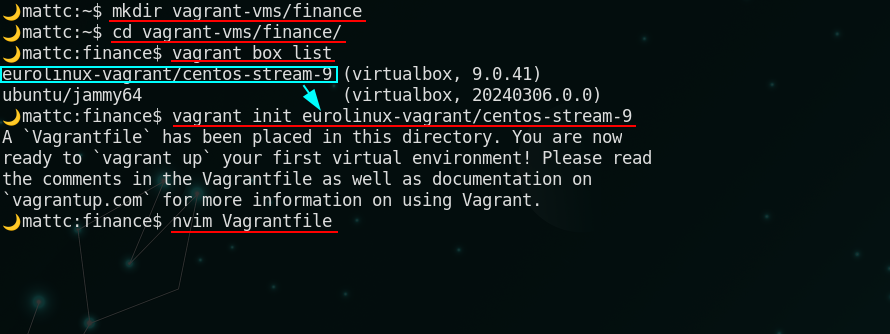 🌙mattc:~$ mkdir vagrant-vms/finance
🌙mattc:~$ cd vagrant-vms/finance/
🌙mattc:finance$ vagrant box list
eurolinux-vagrant/centos-stream-9 (virtualbox, 9.0.41)
ubuntu/jammy64                    (virtualbox, 20240306.0.0)
🌙mattc:finance$ vagrant init eurolinux-vagrant/centos-stream-9
A `Vagrantfile` has been placed in this directory. You are now
ready to `vagrant up` your first virtual environment! Please read
the comments in the Vagrantfile as well as documentation on
`vagrantup.com` for more information on using Vagrant.
🌙mattc:finance$ nvim Vagrantfile